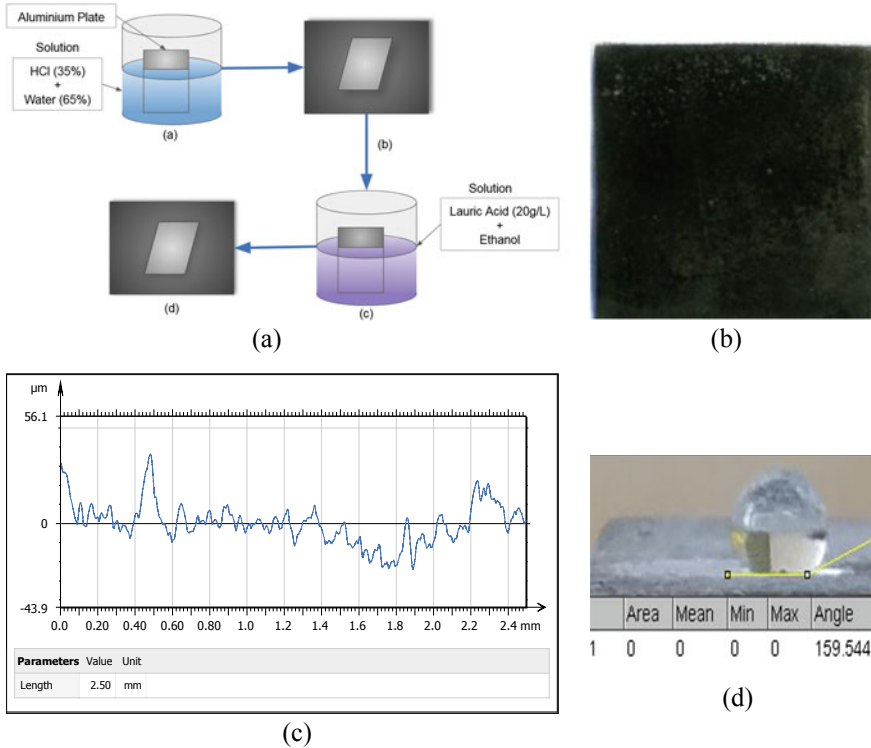 Aluminium Plate
Solution
HCl (35%)
+
Water (65%)
(a)
(b)
Solution
Lauric Acid (20g/L)
+
Ethanol
(c)
(d)
(a)
(b)
µm
56.1
0
-43.9
0.0 0.20 0.40 0.60 0.80 1.0 1.2 1.4 1.6 1.8 2.0 2.2 2.4 mm
Parameters Value Unit
Length 2.50 mm
(c)
Area Mean Min Max Angle
1 0 0 0 0 159.544
(d)